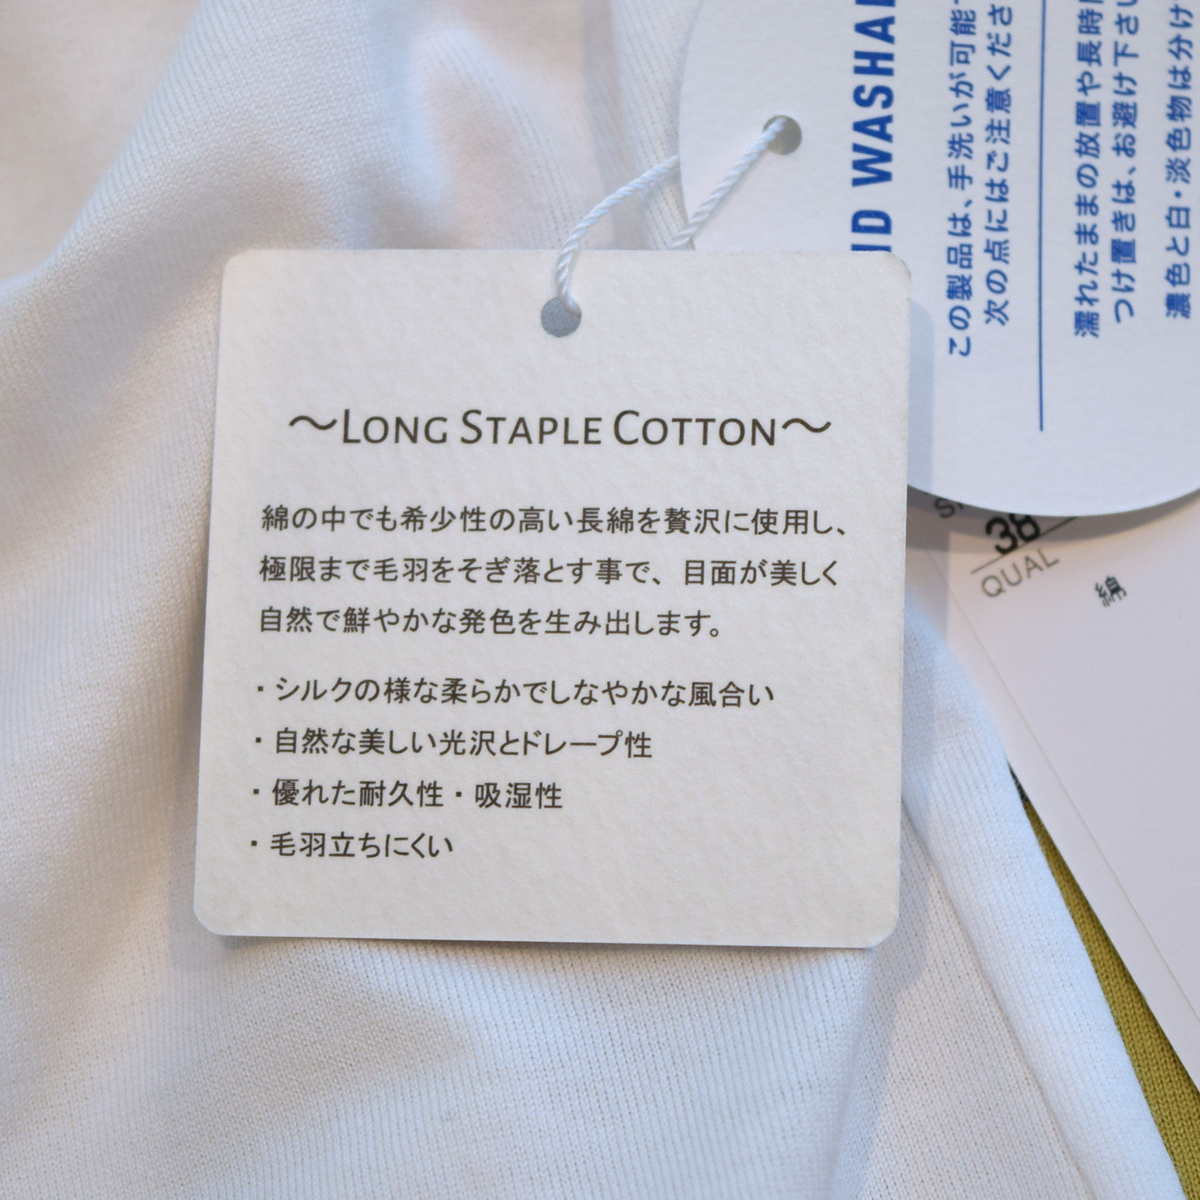 ～LONG STAPLE COTTON～
綿の中でも希少性の高い長綿を贅沢に使用し、
極限まで毛羽をそぎ落とす事で、目面が美しく
自然で鮮やかな発色を生み出します。
・シルクの様な柔らかでしなやかな風合い
・自然な美しい光沢とドレープ性
・優れた耐久性・吸湿性
・毛羽立ちにくい
WASHA
この製品は、手洗いが可能
次の点にはご注意くださ
濡れたままの放置や長時
つけ置きは、お避け下さい
濃色と白・淡色物は分け
38
QUAL
綿